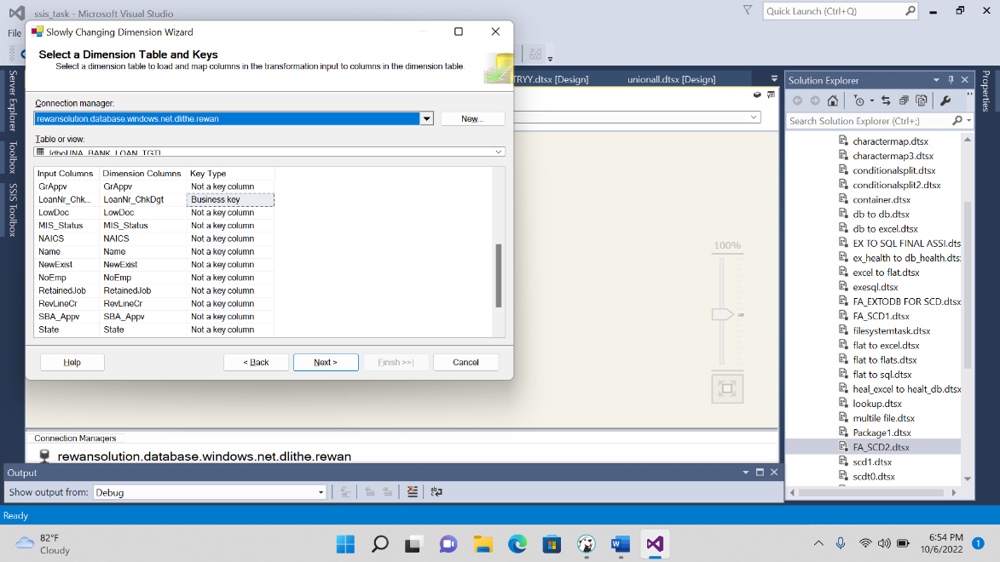 ssis_task - Microsoft Visual Studio
Quick Launch (Ctrl+Q)
File
Slowly Changing Dimension Wizard
Select a Dimension Table and Keys
Select a dimension table to load and map columns in the transformation input to columns in the dimension table.
Connection manager:
rewansolution.database.windows.net.dlithe.rewan
New...
Table or view:
[dbo].[NA_BANK_LOAN_TGT]
Input Columns Dimension Columns Key Type
GrAppv GrAppv Not a key column
LoanNr_Chk... LoanNr_ChkDgt Business key
LowDoc LowDoc Not a key column
MIS_Status MIS_Status Not a key column
NAICS NAICS Not a key column
Name Name Not a key column
NewExist NewExist Not a key column
NoEmp NoEmp Not a key column
RetainedJob RetainedJob Not a key column
RevLineCr RevLineCr Not a key column
SBA_Appv SBA_Appv Not a key column
State State Not a key column
Help
< Back
Next >
Finish >>|
Cancel
Server Explorer
Toolbox
SSIS Toolbox
TRYY.dtsx [Design]
unionall.dtsx [Design]
100%
Connection Managers
rewansolution.database.windows.net.dlithe.rewan
Solution Explorer
Search Solution Explorer (Ctrl+;)
charactermap.dtsx
charactermap3.dtsx
conditionalsplit.dtsx
conditionalsplit2.dtsx
container.dtsx
db to db.dtsx
db to excel.dtsx
EX TO SQL FINAL ASSI.dts
ex_health to db_health.dts
excel to flat.dtsx
exesql.dtsx
FA_EXTODB FOR SCD.dtsx
FA_SCD1.dtsx
filesystemtask.dtsx
flat to excel.dtsx
flat to flats.dtsx
flat to sql.dtsx
heal_excel to healt_db.dtsx
lookup.dtsx
multile file.dtsx
Package1.dtsx
FA_SCD2.dtsx
scd1.dtsx
scdt0.dtsx
Properties
Output
Show output from: Debug
Ready
82°F
Cloudy
6:54 PM
10/6/2022
1